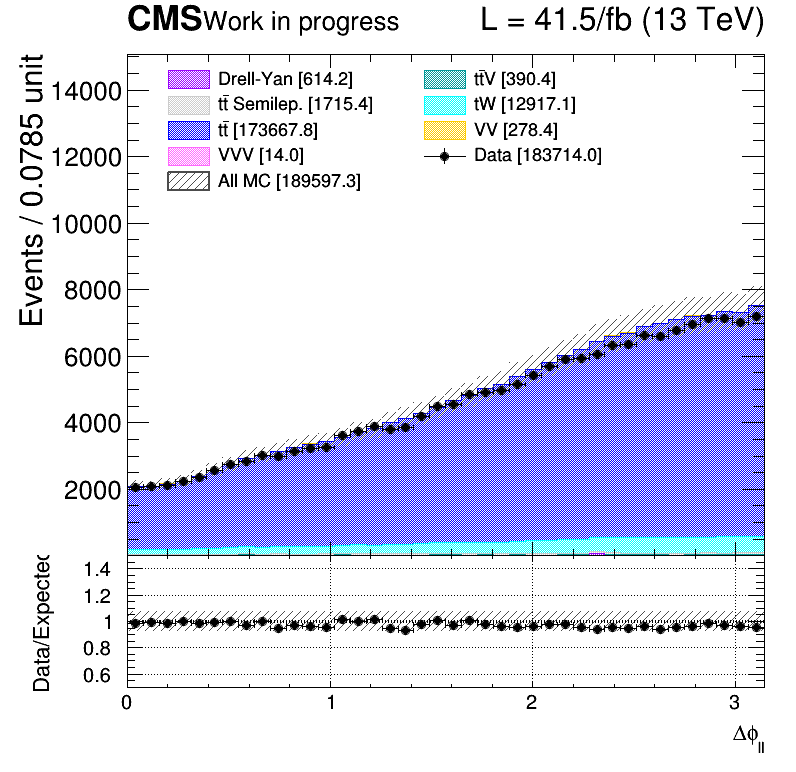 CMS Work in progress L = 41.5/fb (13 TeV)
Events / 0.0785 unit
14000
12000
10000
8000
6000
4000
2000
Drell-Yan [614.2]
tt̄ Semilep. [1715.4]
tt̄ [173667.8]
VVV [14.0]
All MC [189597.3]
tt̄V [390.4]
tW [12917.1]
VV [278.4]
Data [183714.0]
Data/Expected
1.4
1.2
1
0.8
0.6
0 1 2 3
Δϕ_ll